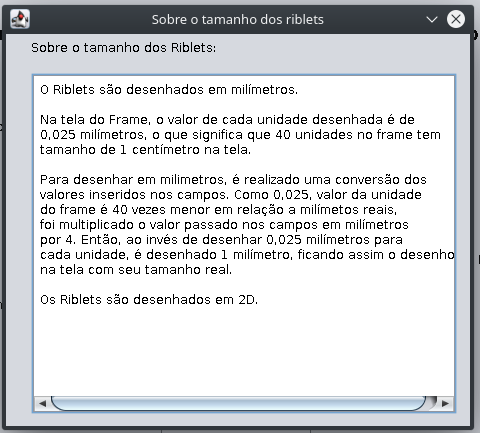 Sobre o tamanho dos riblets
Sobre o tamanho dos Riblets:
O Riblets são desenhados em milímetros.
Na tela do Frame, o valor de cada unidade desenhada é de
0,025 milímetros, o que significa que 40 unidades no frame tem
tamanho de 1 centímetro na tela.
Para desenhar em milimetros, é realizado uma conversão dos
valores inseridos nos campos. Como 0,025, valor da unidade
do frame é 40 vezes menor em relação a milímetos reais,
foi multiplicado o valor passado nos campos em milímetros
por 4. Então, ao invés de desenhar 0,025 milímetros para
cada unidade, é desenhado 1 milímetro, ficando assim o desenho
na tela com seu tamanho real.
Os Riblets são desenhados em 2D.